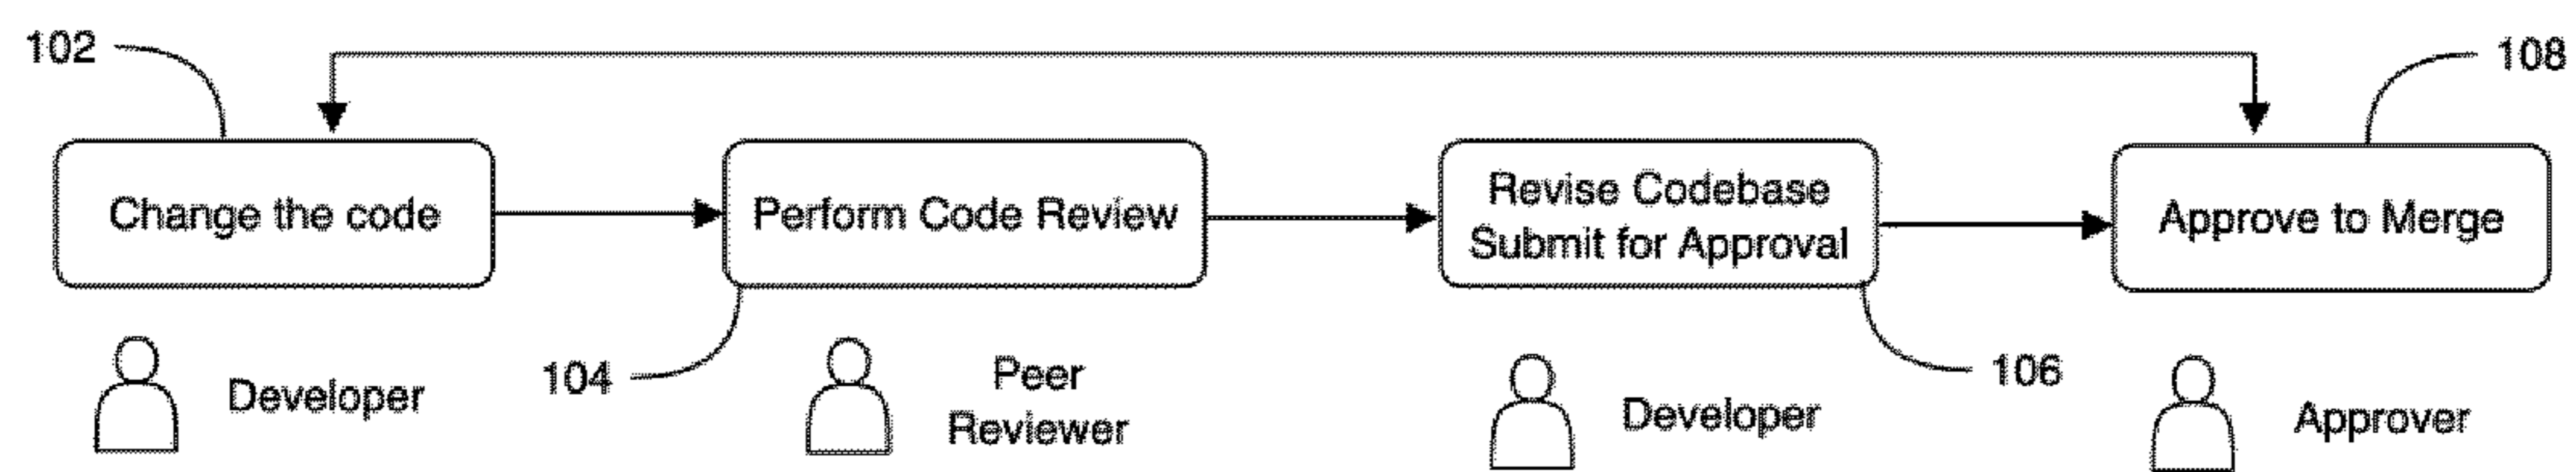 102
108
Change the code
Perform Code Review
Revise Codebase
Submit for Approval
Approve to Merge
Developer
104
Peer
Reviewer
Developer
106
Approver